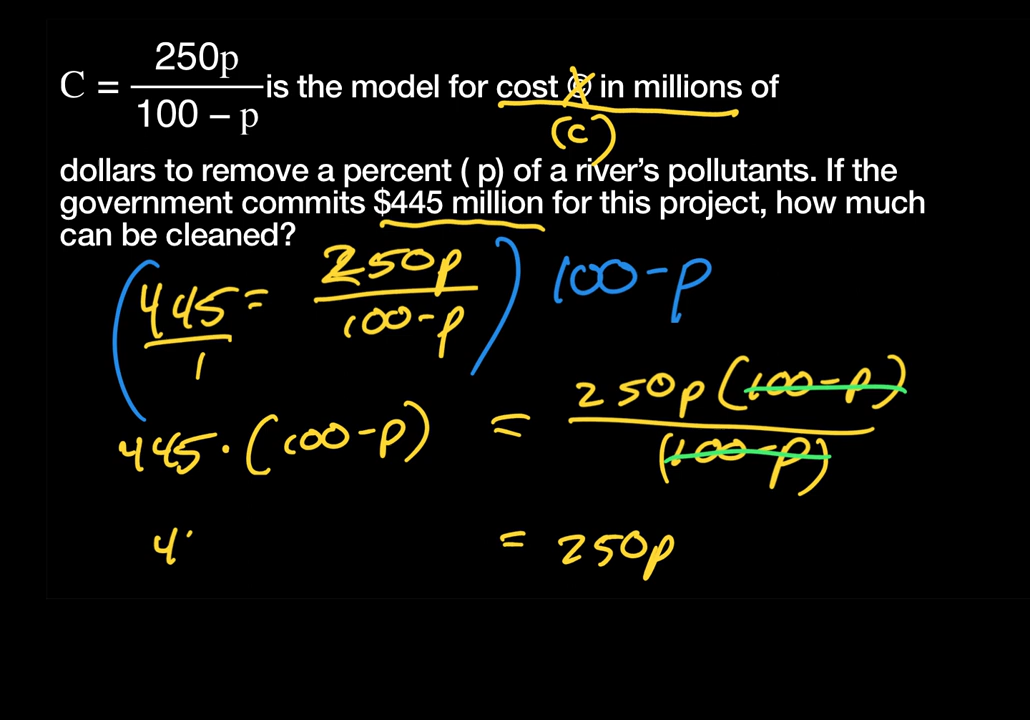 C = 250p / 100 – p is the model for cost © in millions of
(c)
dollars to remove a percent ( p) of a river's pollutants. If the
government commits $445 million for this project, how much
can be cleaned?
(445/1 = 250p / 100-p) 100-p
445 · (100-p) = 250p (100-p) / (100-p)
4 = 250p